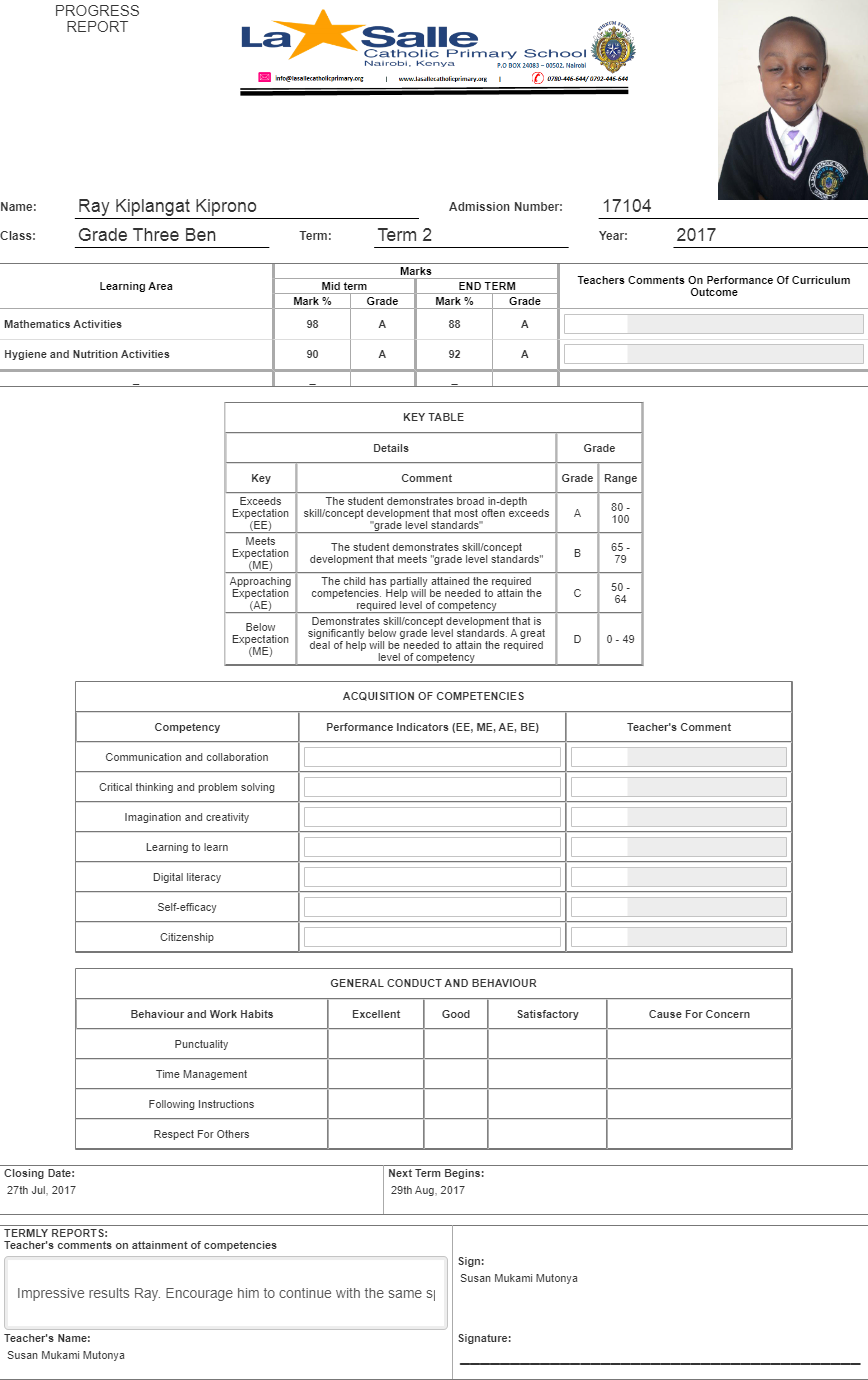 PROGRESS
REPORT
La Salle
Catholic Primary School
Nairobi, Kenya
P.O BOX 24083 – 00502, Nairobi
info@lasallecatholicprimary.org | www.lasallecatholicprimary.org | 0780-446-644/ 0792-446-644
Name: Ray Kiplangat Kiprono Admission Number: 17104
Class: Grade Three Ben Term: Term 2 Year: 2017
Learning Area Marks Teachers Comments On Performance Of Curriculum Outcome
Mid term END TERM
Mark % Grade Mark % Grade
Mathematics Activities 98 A 88 A
Hygiene and Nutrition Activities 90 A 92 A
KEY TABLE
Details Grade
Key Comment Grade Range
Exceeds Expectation (EE) The student demonstrates broad in-depth skill/concept development that most often exceeds "grade level standards" A 80 - 100
Meets Expectation (ME) The student demonstrates skill/concept development that meets "grade level standards" B 65 - 79
Approaching Expectation (AE) The child has partially attained the required competencies. Help will be needed to attain the required level of competency C 50 - 64
Below Expectation (ME) Demonstrates skill/concept development that is significantly below grade level standards. A great deal of help will be needed to attain the required level of competency D 0 - 49
ACQUISITION OF COMPETENCIES
Competency Performance Indicators (EE, ME, AE, BE) Teacher's Comment
Communication and collaboration
Critical thinking and problem solving
Imagination and creativity
Learning to learn
Digital literacy
Self-efficacy
Citizenship
GENERAL CONDUCT AND BEHAVIOUR
Behaviour and Work Habits Excellent Good Satisfactory Cause For Concern
Punctuality
Time Management
Following Instructions
Respect For Others
Closing Date: Next Term Begins:
27th Jul, 2017 29th Aug, 2017
TERMLY REPORTS:
Teacher's comments on attainment of competencies
Impressive results Ray. Encourage him to continue with the same
Sign:
Susan Mukami Mutonya
Teacher's Name: Signature:
Susan Mukami Mutonya